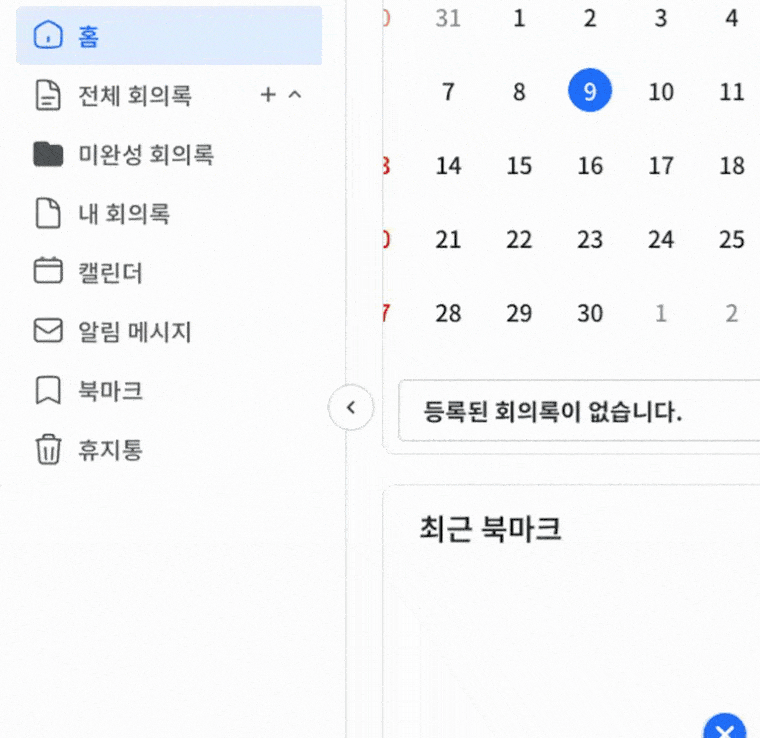 홈
전체 회의록
미완성 회의록
내 회의록
캘린더
알림 메시지
북마크
휴지통
31 1 2 3 4
7 8 9 10 11
14 15 16 17 18
21 22 23 24 25
28 29 30 1 2
등록된 회의록이 없습니다.
최근 북마크